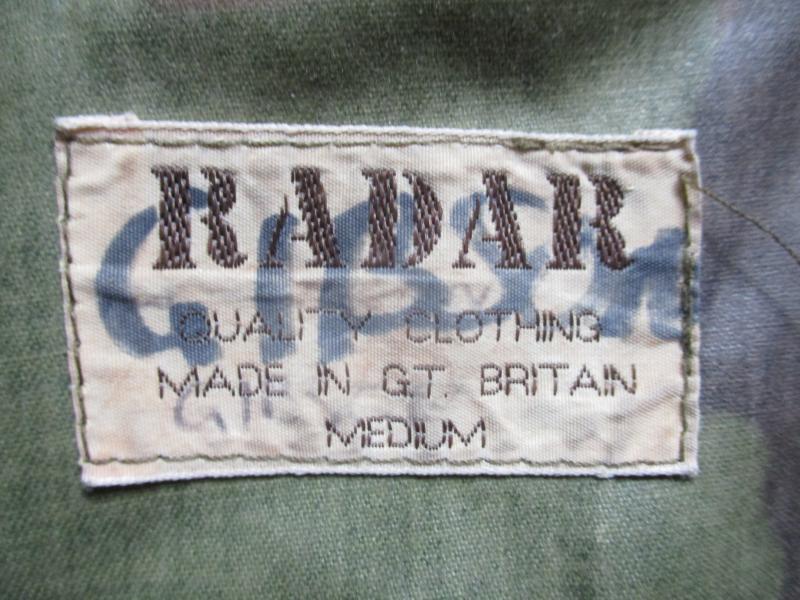 RADAR
QUALITY CLOTHING
MADE IN G.T. BRITAIN
MEDIUM